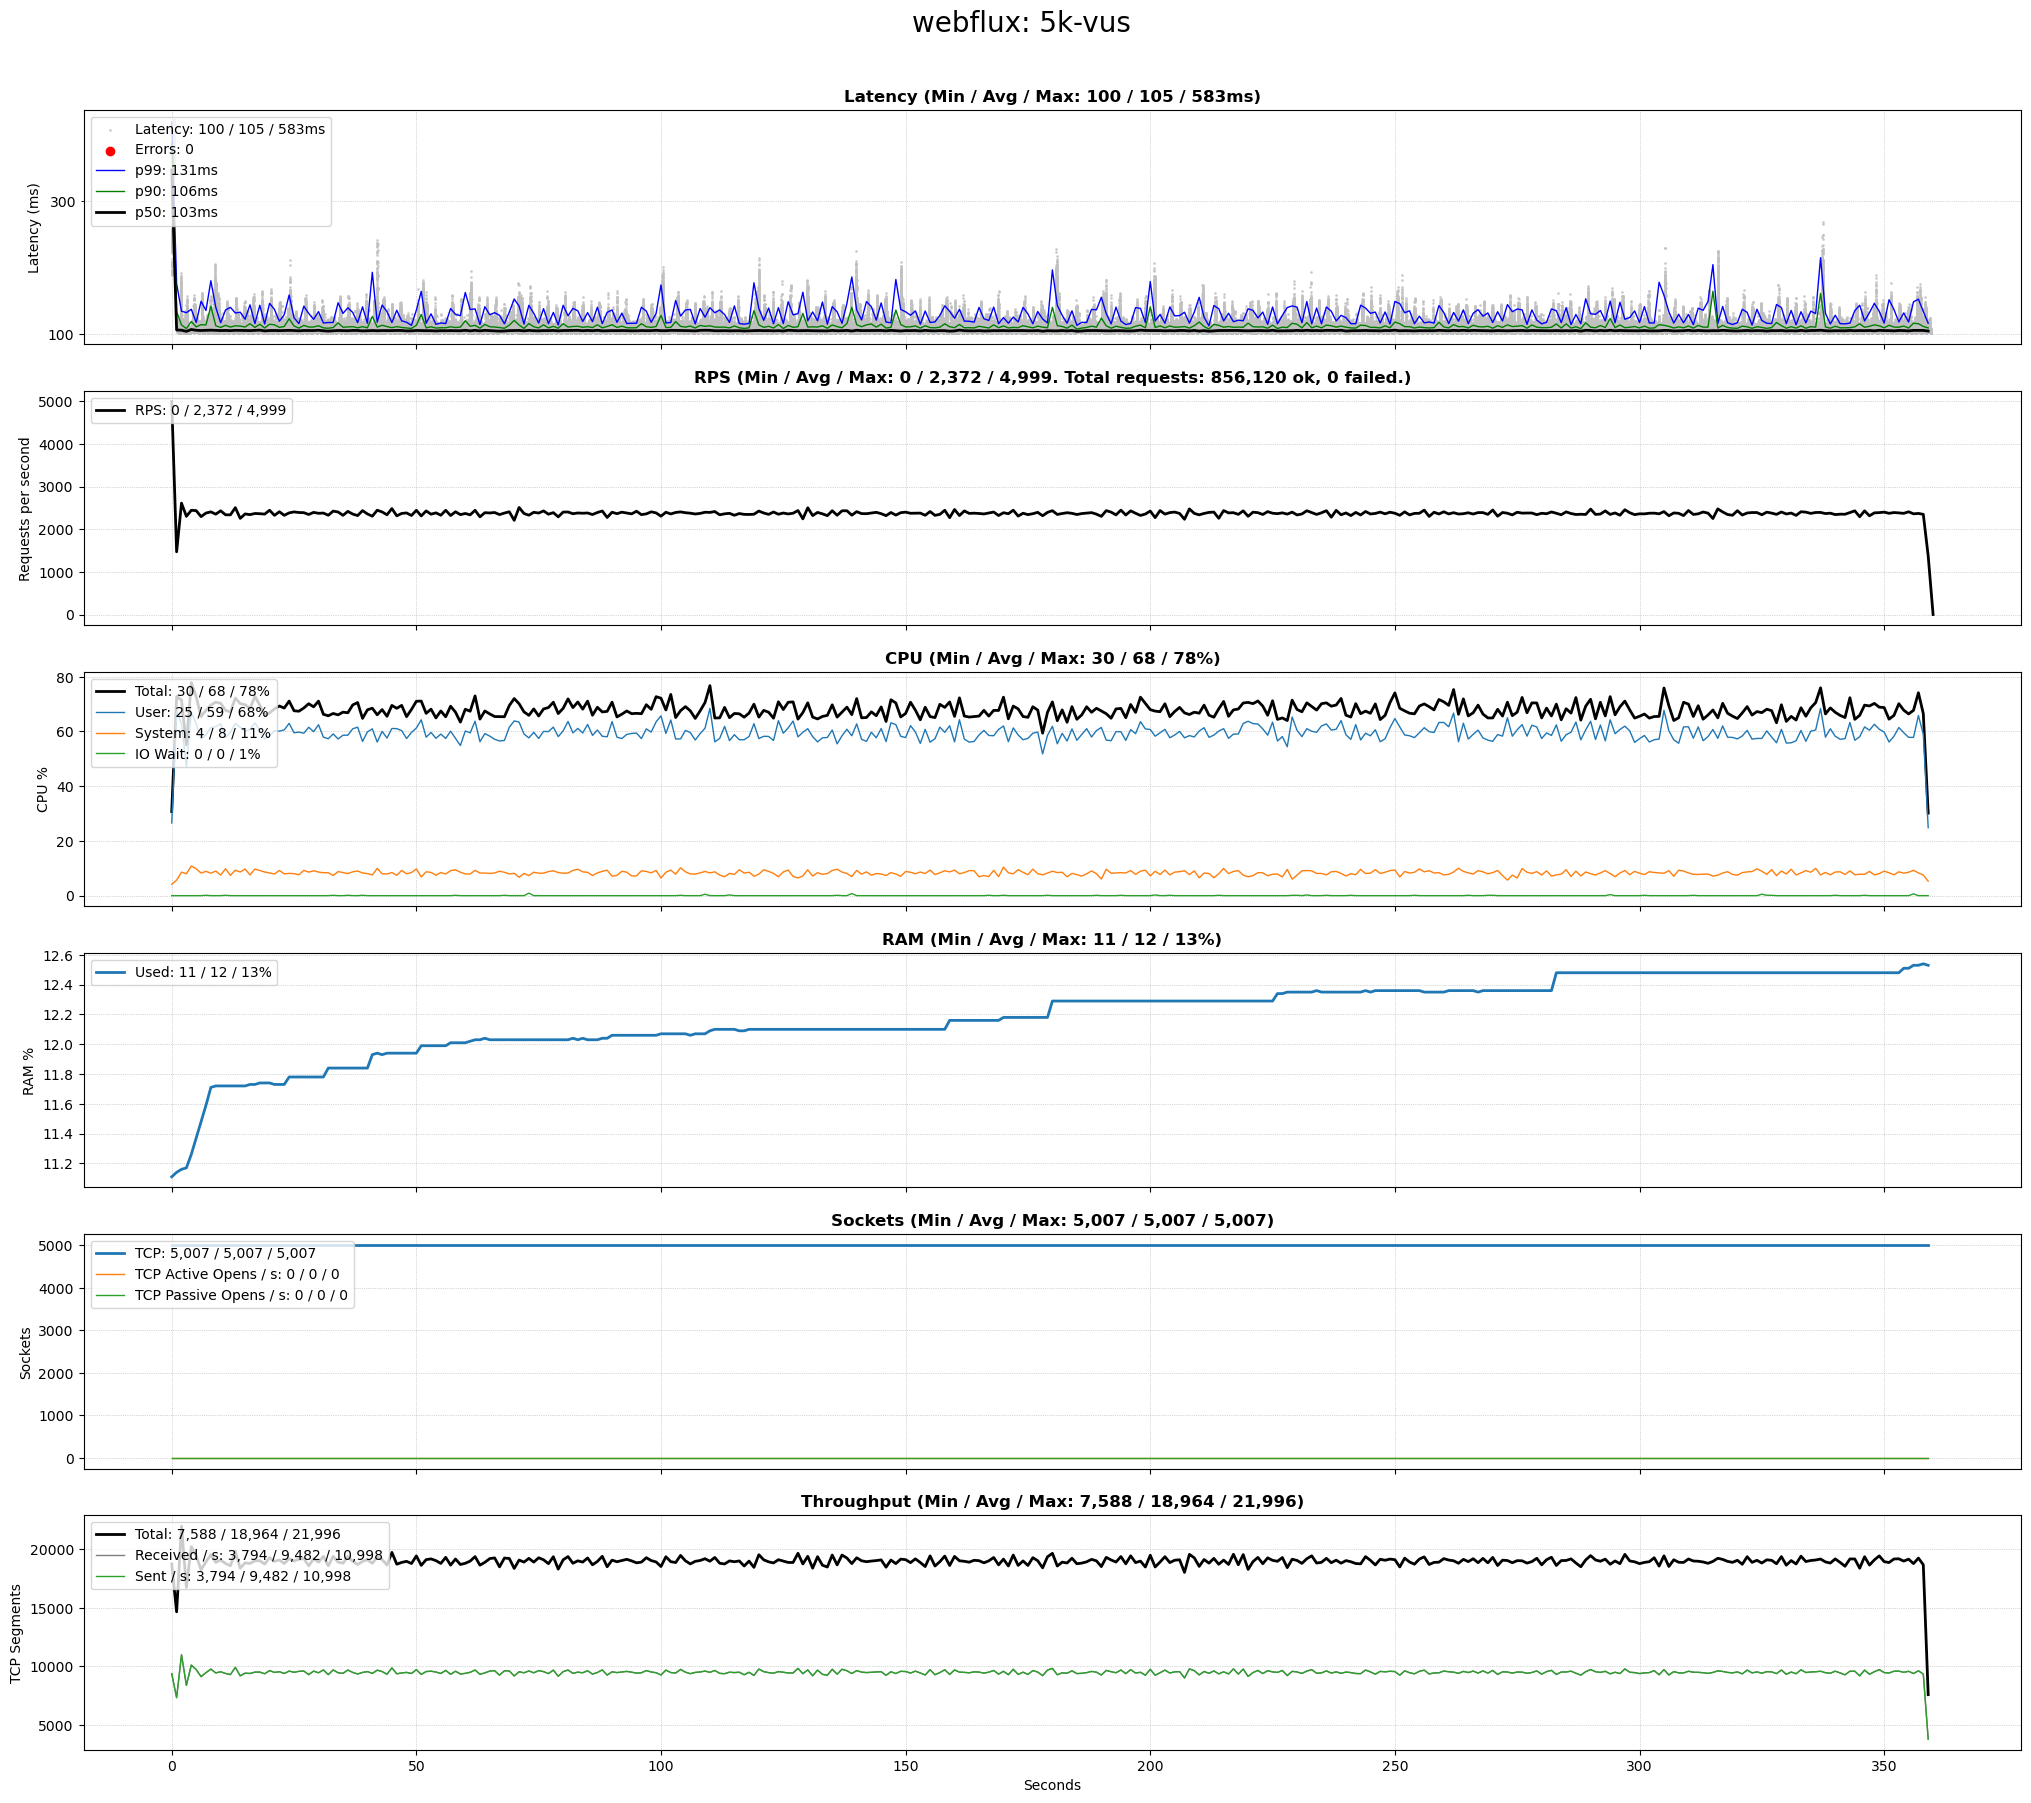 webflux: 5k-vus
Latency (Min / Avg / Max: 100 / 105 / 583ms)
Latency: 100 / 105 / 583ms
Errors: 0
p99: 131ms
p90: 106ms
p50: 103ms
Latency (ms)
300
100
RPS (Min / Avg / Max: 0 / 2,372 / 4,999. Total requests: 856,120 ok, 0 failed.)
RPS: 0 / 2,372 / 4,999
Requests per second
5000
4000
3000
2000
1000
0
CPU (Min / Avg / Max: 30 / 68 / 78%)
Total: 30 / 68 / 78%
User: 25 / 59 / 68%
System: 4 / 8 / 11%
IO Wait: 0 / 0 / 1%
CPU %
80
60
40
20
0
RAM (Min / Avg / Max: 11 / 12 / 13%)
Used: 11 / 12 / 13%
RAM %
12.6
12.4
12.2
12.0
11.8
11.6
11.4
11.2
Sockets (Min / Avg / Max: 5,007 / 5,007 / 5,007)
TCP: 5,007 / 5,007 / 5,007
TCP Active Opens / s: 0 / 0 / 0
TCP Passive Opens / s: 0 / 0 / 0
Sockets
5000
4000
3000
2000
1000
0
Throughput (Min / Avg / Max: 7,588 / 18,964 / 21,996)
Total: 7,588 / 18,964 / 21,996
Received / s: 3,794 / 9,482 / 10,998
Sent / s: 3,794 / 9,482 / 10,998
TCP Segments
20000
15000
10000
5000
0 50 100 150 200 250 300 350
Seconds